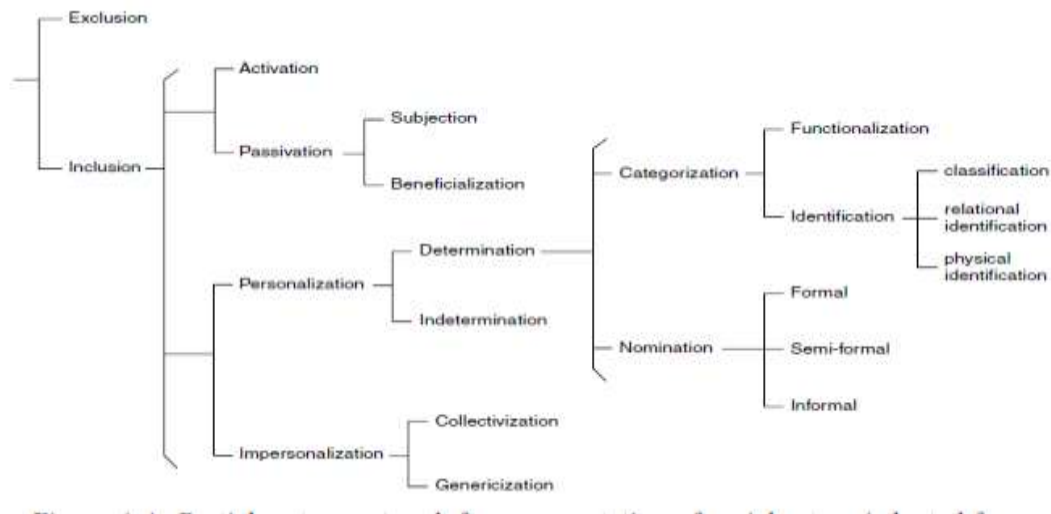 Exclusion
Inclusion
Activation
Passivation
Subjection
Beneficialization
Personalization
Determination
Indetermination
Impersonalization
Collectivization
Genericization
Categorization
Functionalization
Identification
classification
relational
identification
physical
identification
Nomination
Formal
Semi-formal
Informal